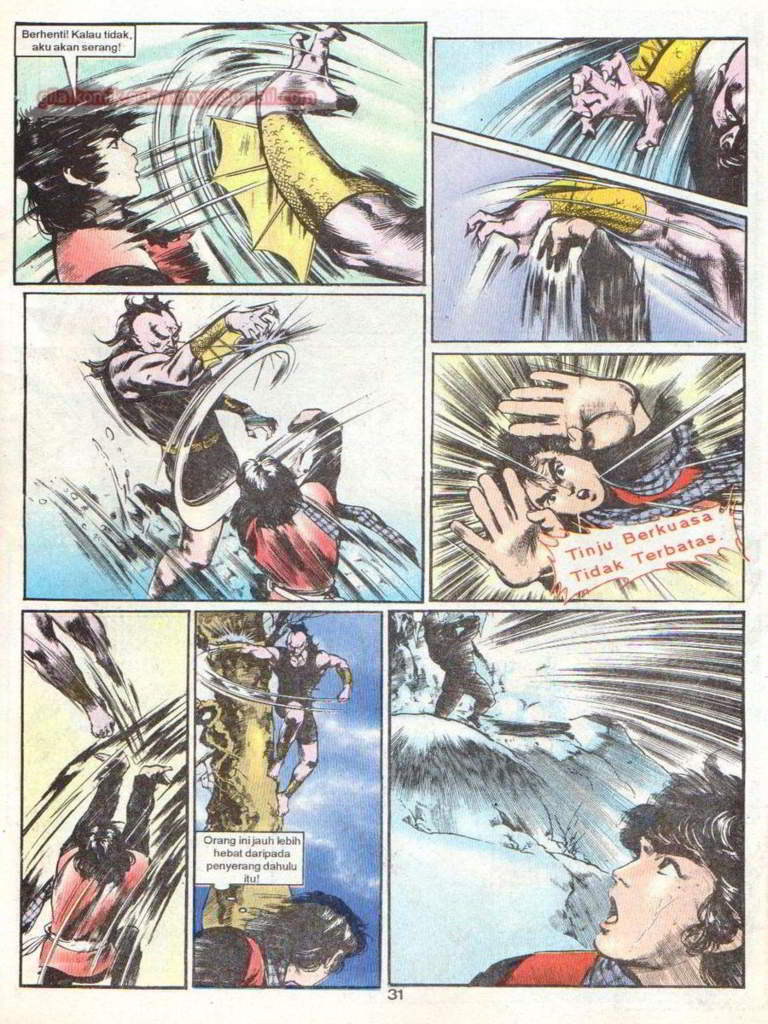 Berhenti! Kalau tidak,
aku akan serang!
Tinju Berkuasa
Tidak Terbatas.
Orang ini jauh lebih
hebat daripada
penyerang dahulu
itu!
31